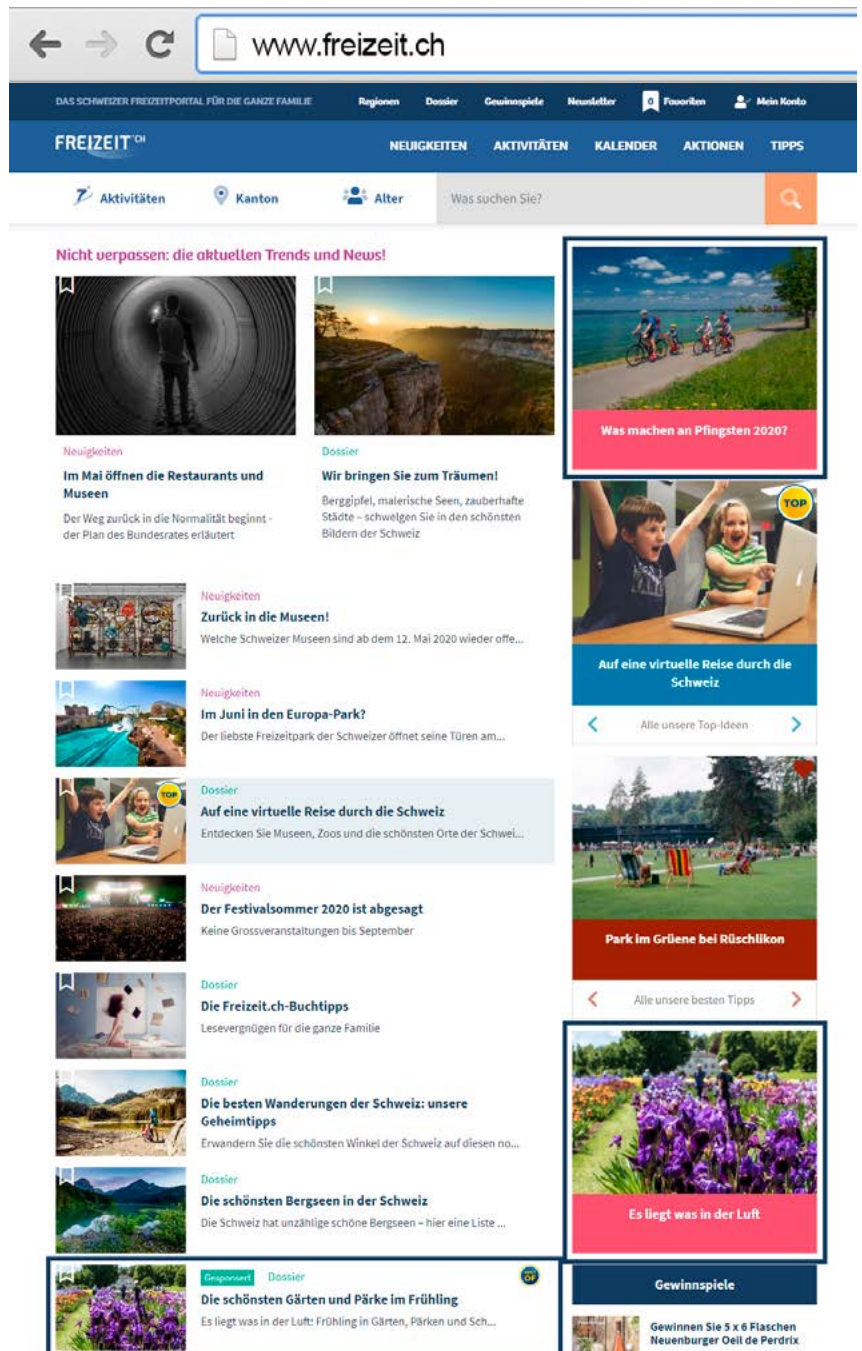 www.freizeit.ch
DAS SCHWEIZER FREIZEITPORTAL FÜR DIE GANZE FAMILIE
Regionen Dossier Gewinnspiele Newsletter 0 Favoriten Mein Konto
FREIZEIT.CH
NEUIGKEITEN AKTIVITÄTEN KALENDER AKTIONEN TIPPS
Aktivitäten Kanton Alter Was suchen Sie?
Nicht verpassen: die aktuellen Trends und News!
Neuigkeiten
Im Mai öffnen die Restaurants und
Museen
Der Weg zurück in die Normalität beginnt -
der Plan des Bundesrates erläutert
Dossier
Wir bringen Sie zum Träumen!
Berggipfel, malerische Seen, zauberhafte
Städte – schwelgen Sie in den schönsten
Bildern der Schweiz
Neuigkeiten
Zurück in die Museen!
Welche Schweizer Museen sind ab dem 12. Mai 2020 wieder offe...
Neuigkeiten
Im Juni in den Europa-Park?
Der liebste Freizeitpark der Schweizer öffnet seine Türen am...
TOP
Dossier
Auf eine virtuelle Reise durch die Schweiz
Entdecken Sie Museen, Zoos und die schönsten Orte der Schwei...
Neuigkeiten
Der Festivalsommer 2020 ist abgesagt
Keine Grossveranstaltungen bis September
Dossier
Die Freizeit.ch-Buchtipps
Lesevergnügen für die ganze Familie
Dossier
Die besten Wanderungen der Schweiz: unsere
Geheimtipps
Erwandern Sie die schönsten Winkel der Schweiz auf diesen no...
Dossier
Die schönsten Bergseen in der Schweiz
Die Schweiz hat unzählige schöne Bergseen – hier eine Liste ...
Gesponsert Dossier
BEST OF
Die schönsten Gärten und Pärke im Frühling
Es liegt was in der Luft: Frühling in Gärten, Pärken und Sch...
Was machen an Pfingsten 2020?
TOP
Auf eine virtuelle Reise durch die
Schweiz
Alle unsere Top-Ideen
Park im Grüene bei Rüschlikon
Alle unsere besten Tipps
Es liegt was in der Luft
Gewinnspiele
Gewinnen Sie 5 x 6 Flaschen
Neuenburger Oeil de Perdrix